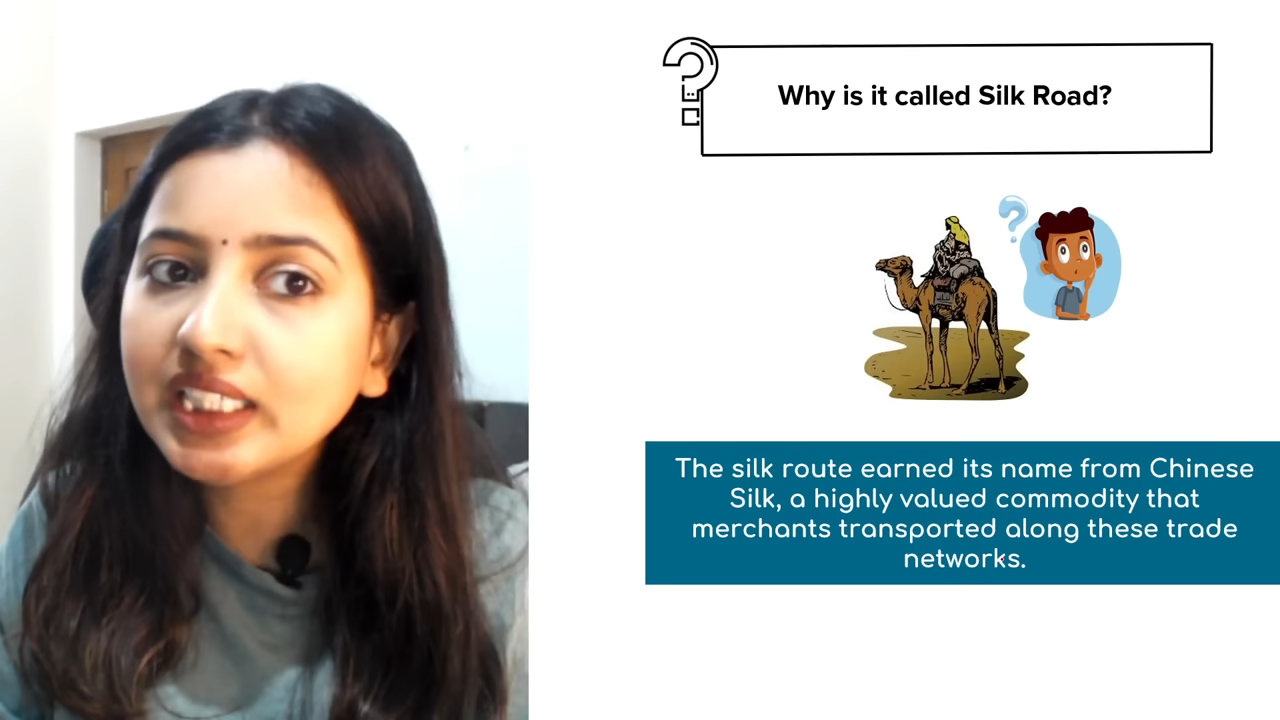 Why is it called Silk Road?
The silk route earned its name from Chinese
Silk, a highly valued commodity that
merchants transported along these trade
networks.